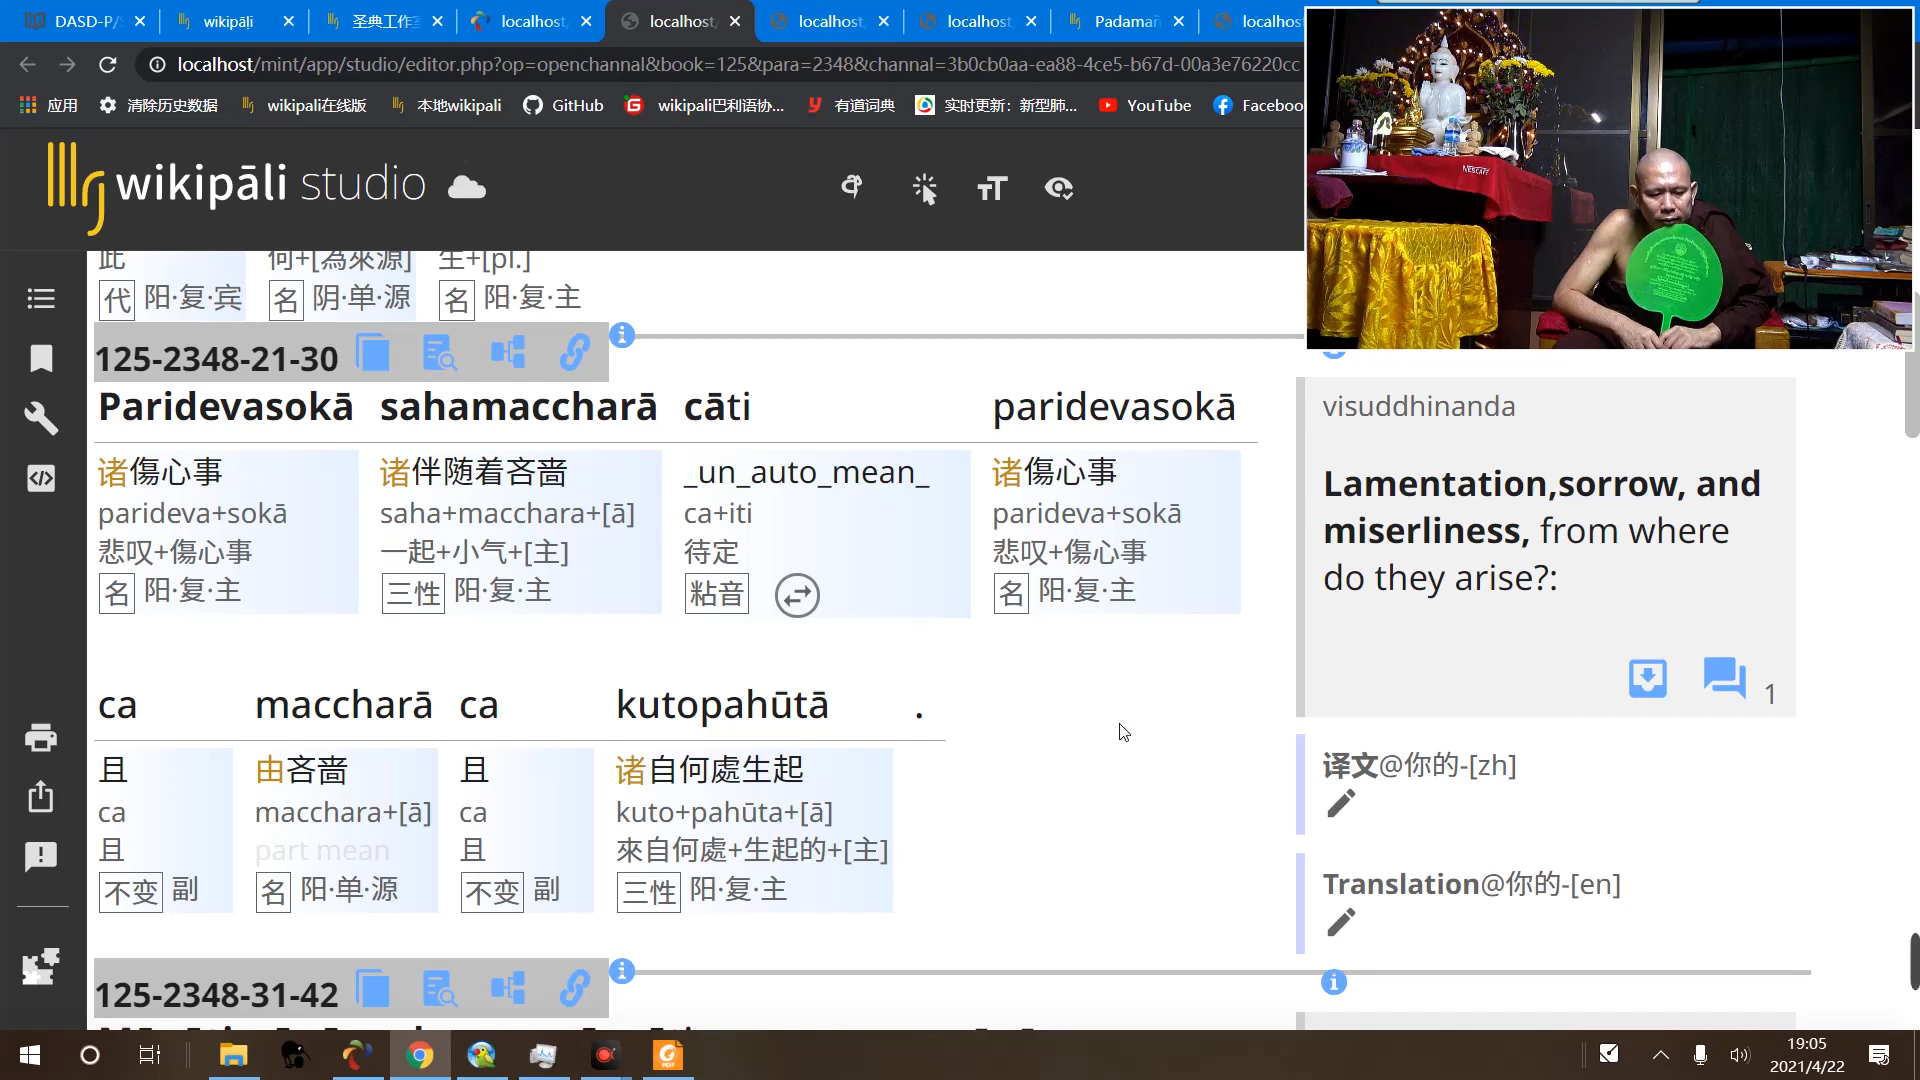 DASD-P/
wikipāli
圣典工作
localhost
localhost
localhost
localhost
Padamañ
localhos
localhost/mint/app/studio/editor.php?op=openchannal&book=125&para=2348&channal=3b0cb0aa-ea88-4ce5-b67d-00a3e76220cc
应用
清除历史数据
wikipali在线版
本地wikipali
GitHub
wikipali巴利语协...
有道词典
实时更新：新型肺...
YouTube
Faceboo
wikipāli studio
NESCAFÉ
此 何+[為來源] 生+[pl.]
代 阳·复·宾 名 阴·单·源 名 阳·复·主
125-2348-21-30
Paridevasokā sahamaccharā cāti paridevasokā
诸傷心事 诸伴随着吝啬 _un_auto_mean_ 诸傷心事
parideva+sokā saha+macchara+[ā] ca+iti parideva+sokā
悲叹+傷心事 一起+小气+[主] 待定 悲叹+傷心事
名 阳·复·主 三性 阳·复·主 粘音 名 阳·复·主
ca maccharā ca kutopahūtā .
且 由吝啬 且 诸自何處生起
ca macchara+[ā] ca kuto+pahūta+[ā]
且 part mean 且 來自何處+生起的+[主]
不变 副 名 阳·单·源 不变 副 三性 阳·复·主
125-2348-31-42
visuddhinanda
Lamentation,sorrow, and
miserliness, from where
do they arise?:
1
译文@你的-[zh]
Translation@你的-[en]
19:05
2021/4/22